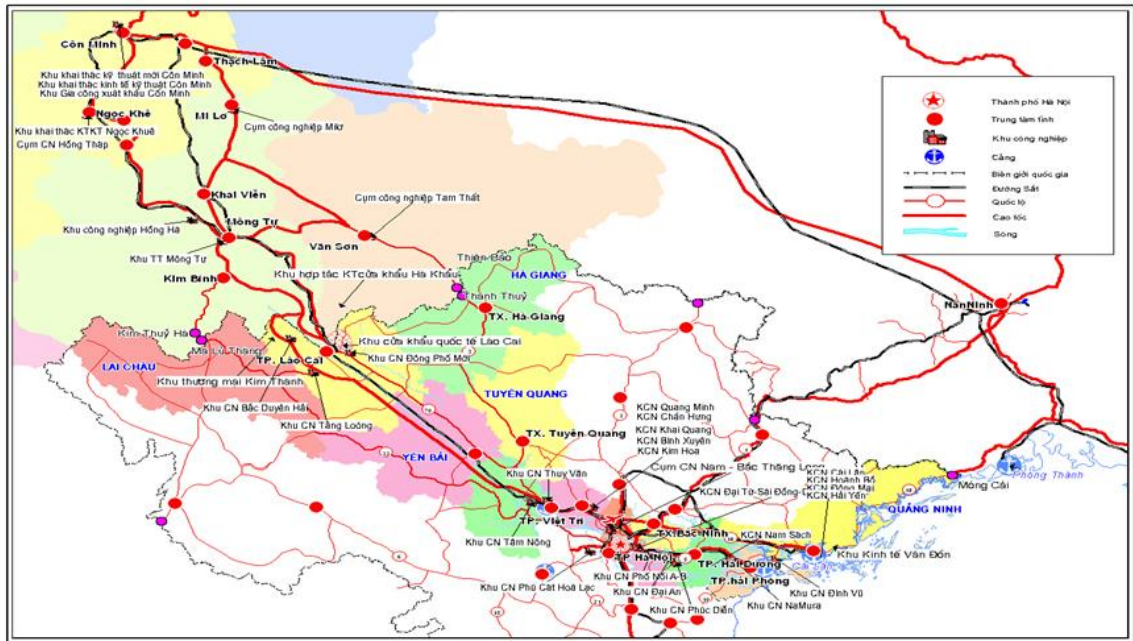 Côn Minh
Thạch Lâm
Khu khai thác kỹ thuật mới Côn Minh
Khu khai thác kinh tế kỹ thuật Côn Minh
Khu Gia công xuất khẩu Côn Minh
Ngọc Khê
Mi Lơ
Cụm công nghiệp Milơ
Khu khai thác KTKT Ngọc Khuê
Cụm CN Hồng Tháp
Khai Viễn
Cụm công nghiệp Tam Thất
Khu công nghiệp Hồng Hà
Mông Tự
Văn Sơn
Khu TT Mông Tự
Thiên Bảo
Kim Bình
Khu hợp tác KTcửa khẩu Hà Khẩu
HÀ GIANG
Thanh Thuỷ
TX. Hà Giang
Kim Thuỷ Hà
Ma Lù Thàng
Khu cửa khẩu quốc tế Lào Cai
TP. Lào Cai
Khu CN Đông Phố Mới
LAI CHÂU
Khu thương mại Kim Thành
Khu CN Bắc Duyên Hải
Khu CN Tằng Loỏng
TUYÊN QUANG
TX. Tuyên Quang
YÊN BÁI
KCN Quang Minh
KCN Chấn Hưng
KCN Khai Quang
KCN Bình Xuyên
KCN Kim Hoa
Khu CN Thuỵ Vân
Cụm CN Nam - Bắc Thăng Long
KCN Cái Lân
KCN Hoành Bồ
KCN Đông Mai
KCN Hải Yên
KCN Đại Từ-Sài Đồng-
TP. Việt Trì
Khu CN Tam Nông
TX.Bắc Ninh
KCN Nam Sách
QUẢNG NINH
Móng Cái
Phòng Thành
Nam Ninh
Khu Kinh tế Vân Đồn
Cái Lân
TP Hà Nội
TP. Hải Dương
TP.hải Phòng
Khu CN Phú Cát Hoà Lạc
Khu CN Phố Nối A-B
Khu CN Đại An
Khu CN Phúc Diễn
Khu CN NaMura
Khu CN Đình Vũ
Thành phố Hà Nội
Trung tâm tỉnh
Khu công nghiệp
Cảng
Biên giới quốc gia
Đường Sắt
Quốc lộ
Cao tốc
Sông